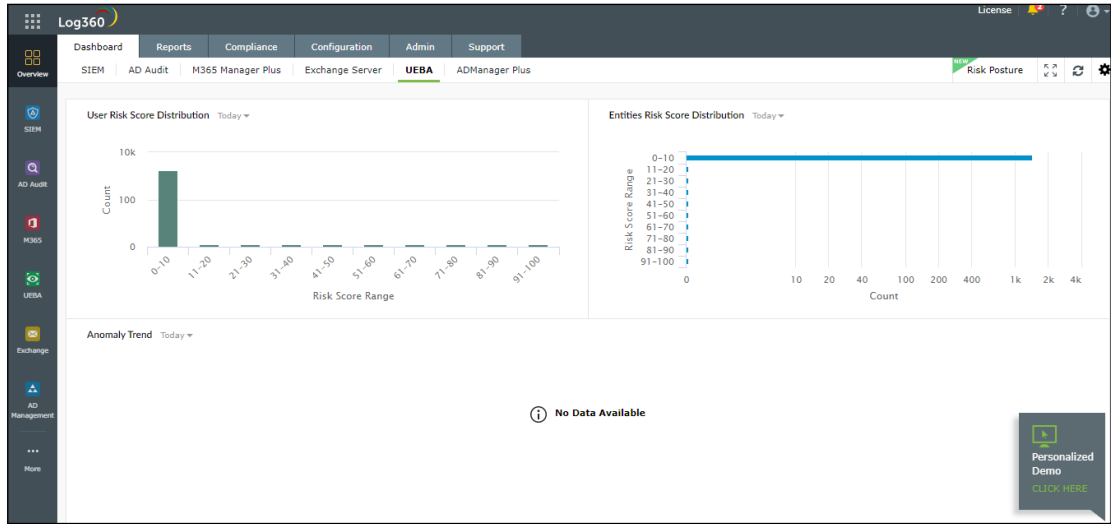 License 2 ?
Log360
Dashboard Reports Compliance Configuration Admin Support
SIEM AD Audit M365 Manager Plus Exchange Server UEBA ADManager Plus NEW Risk Posture
Overview
SIEM
AD Audit
M365
UEBA
Exchange
AD
Management
More
User Risk Score Distribution Today
10k
100
0
Count
0-10 11-20 21-30 31-40 41-50 51-60 61-70 71-80 81-90 91-100
Risk Score Range
Entities Risk Score Distribution Today
Risk Score Range
0-10
11-20
21-30
31-40
41-50
51-60
61-70
71-80
81-90
91-100
0 10 20 40 100 200 400 1k 2k 4k
Count
Anomaly Trend Today
No Data Available
Personalized
Demo
CLICK HERE